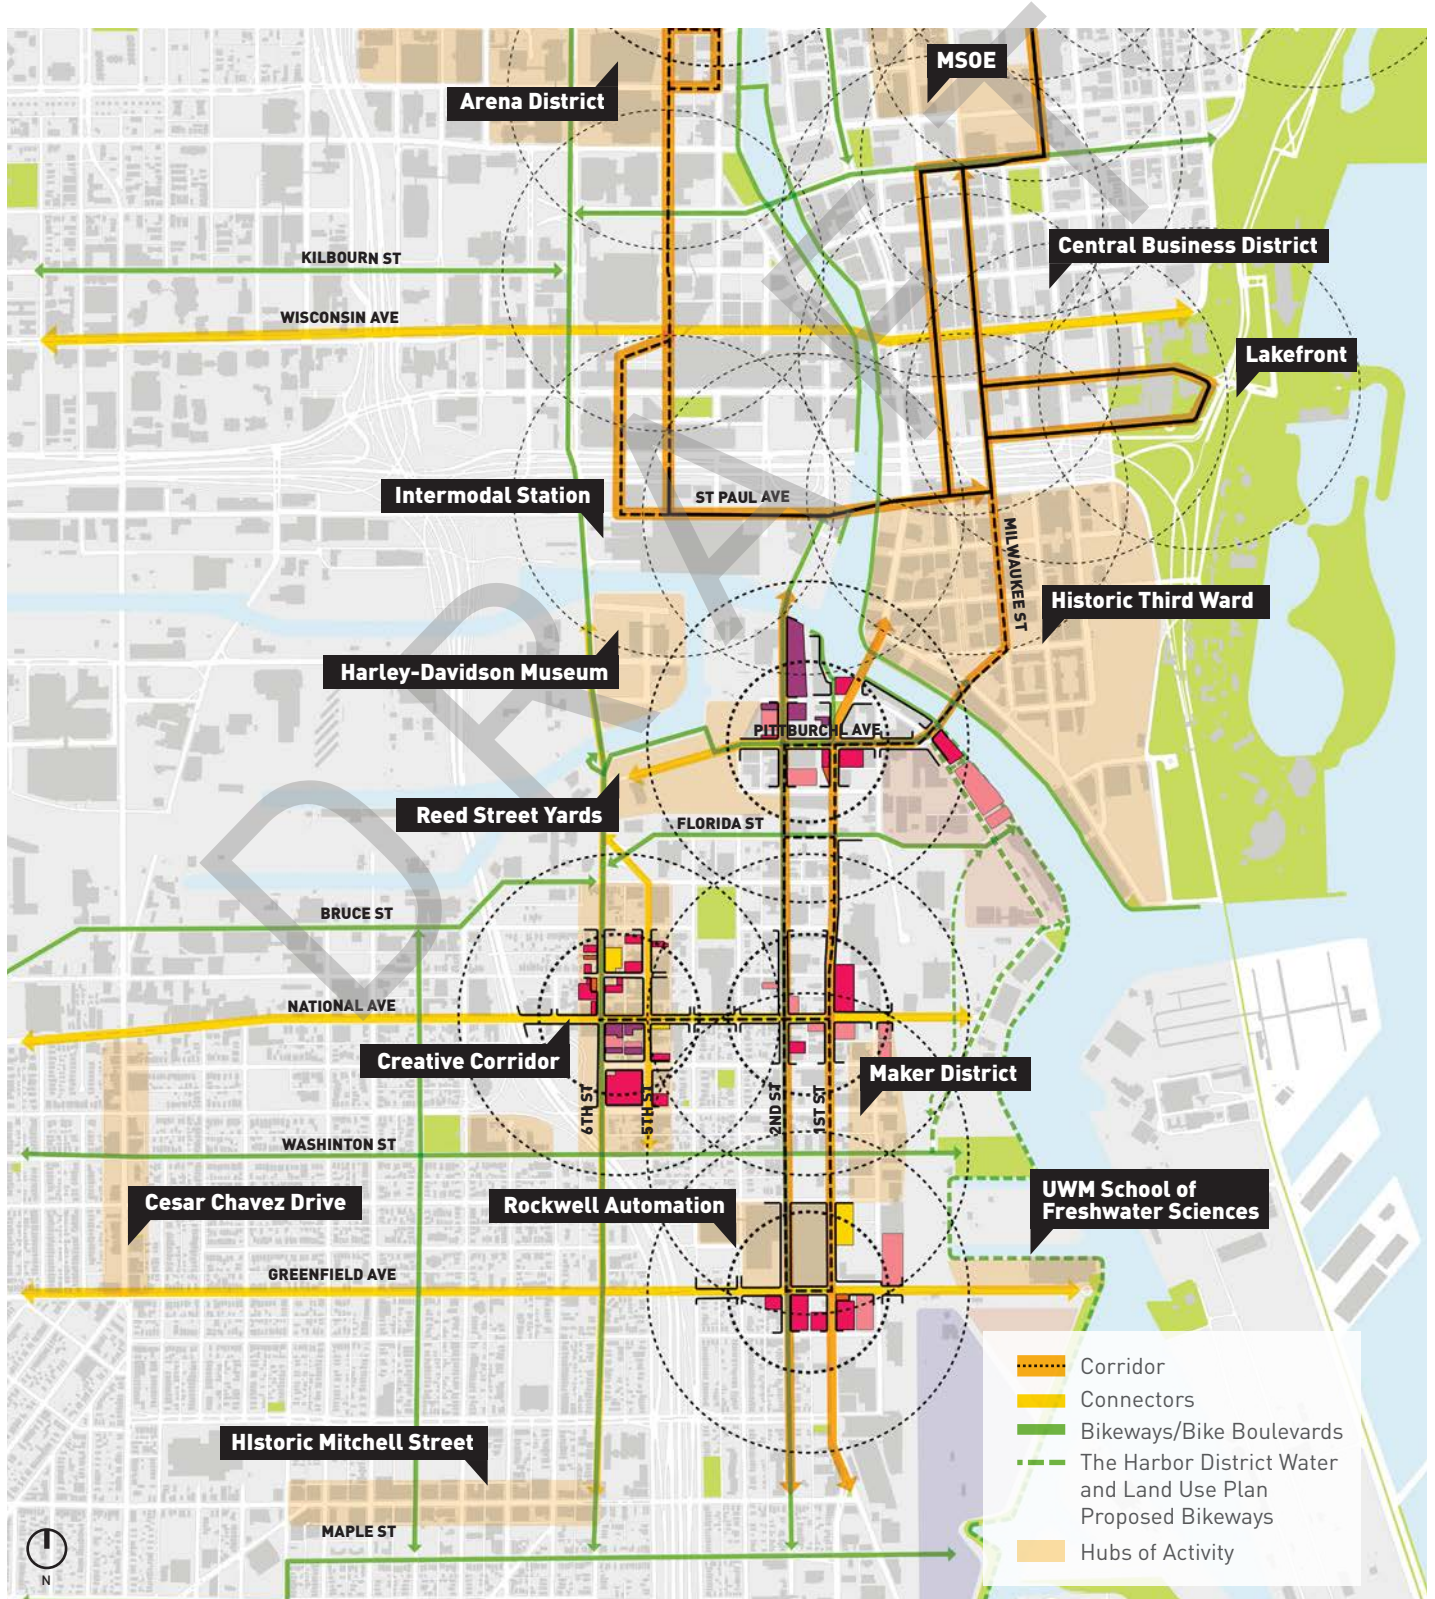 MSOE
Arena District
Central Business District
KILBOURN ST
WISCONSIN AVE
Lakefront
Intermodal Station
ST PAUL AVE
MILWAUKEE ST
Historic Third Ward
Harley-Davidson Museum
PITTBURCHL AVE
Reed Street Yards
FLORIDA ST
BRUCE ST
NATIONAL AVE
Creative Corridor
Maker District
6TH ST
5TH ST
2ND ST
1ST ST
WASHINTON ST
Cesar Chavez Drive
Rockwell Automation
UWM School of
Freshwater Sciences
GREENFIELD AVE
HIstoric Mitchell Street
MAPLE ST
N
Corridor
Connectors
Bikeways/Bike Boulevards
The Harbor District Water
and Land Use Plan
Proposed Bikeways
Hubs of Activity
DRAFT